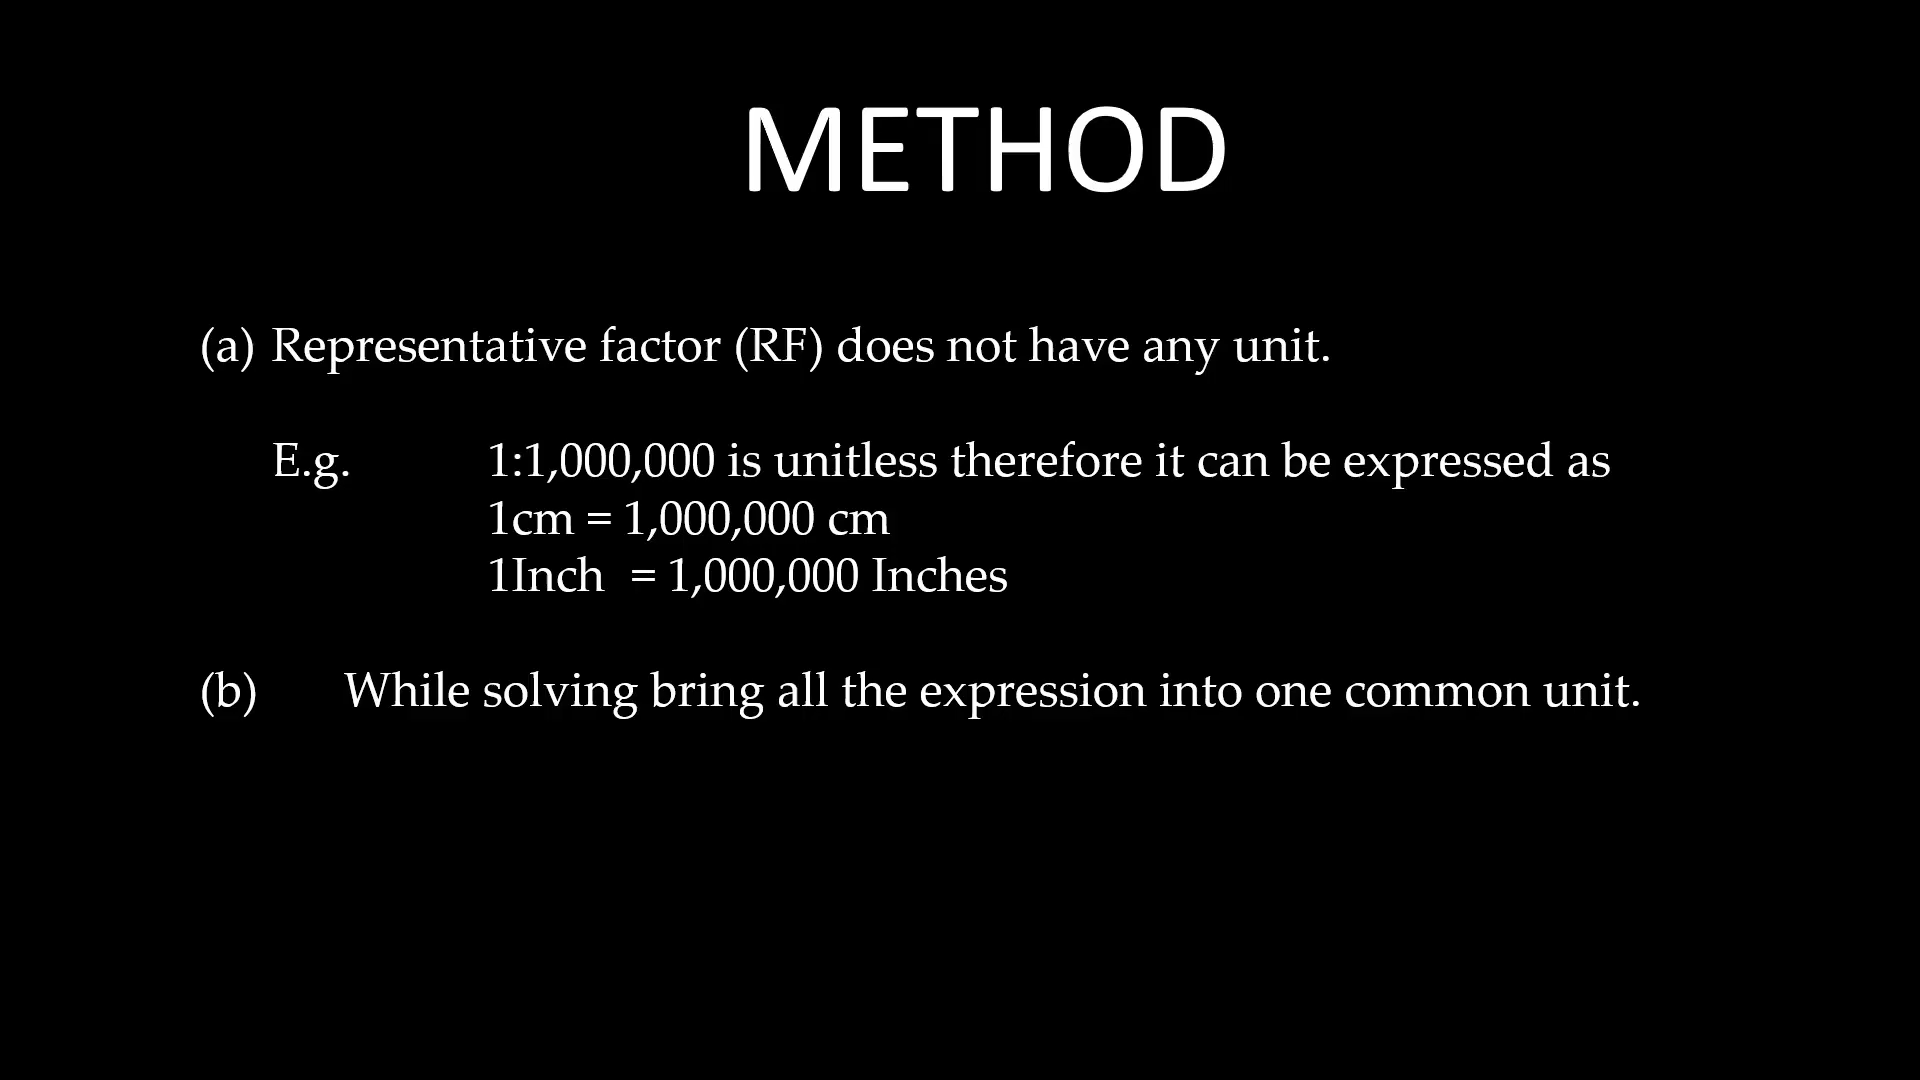 METHOD
(a) Representative factor (RF) does not have any unit.
E.g. 1:1,000,000 is unitless therefore it can be expressed as
1cm = 1,000,000 cm
1Inch = 1,000,000 Inches
(b) While solving bring all the expression into one common unit.